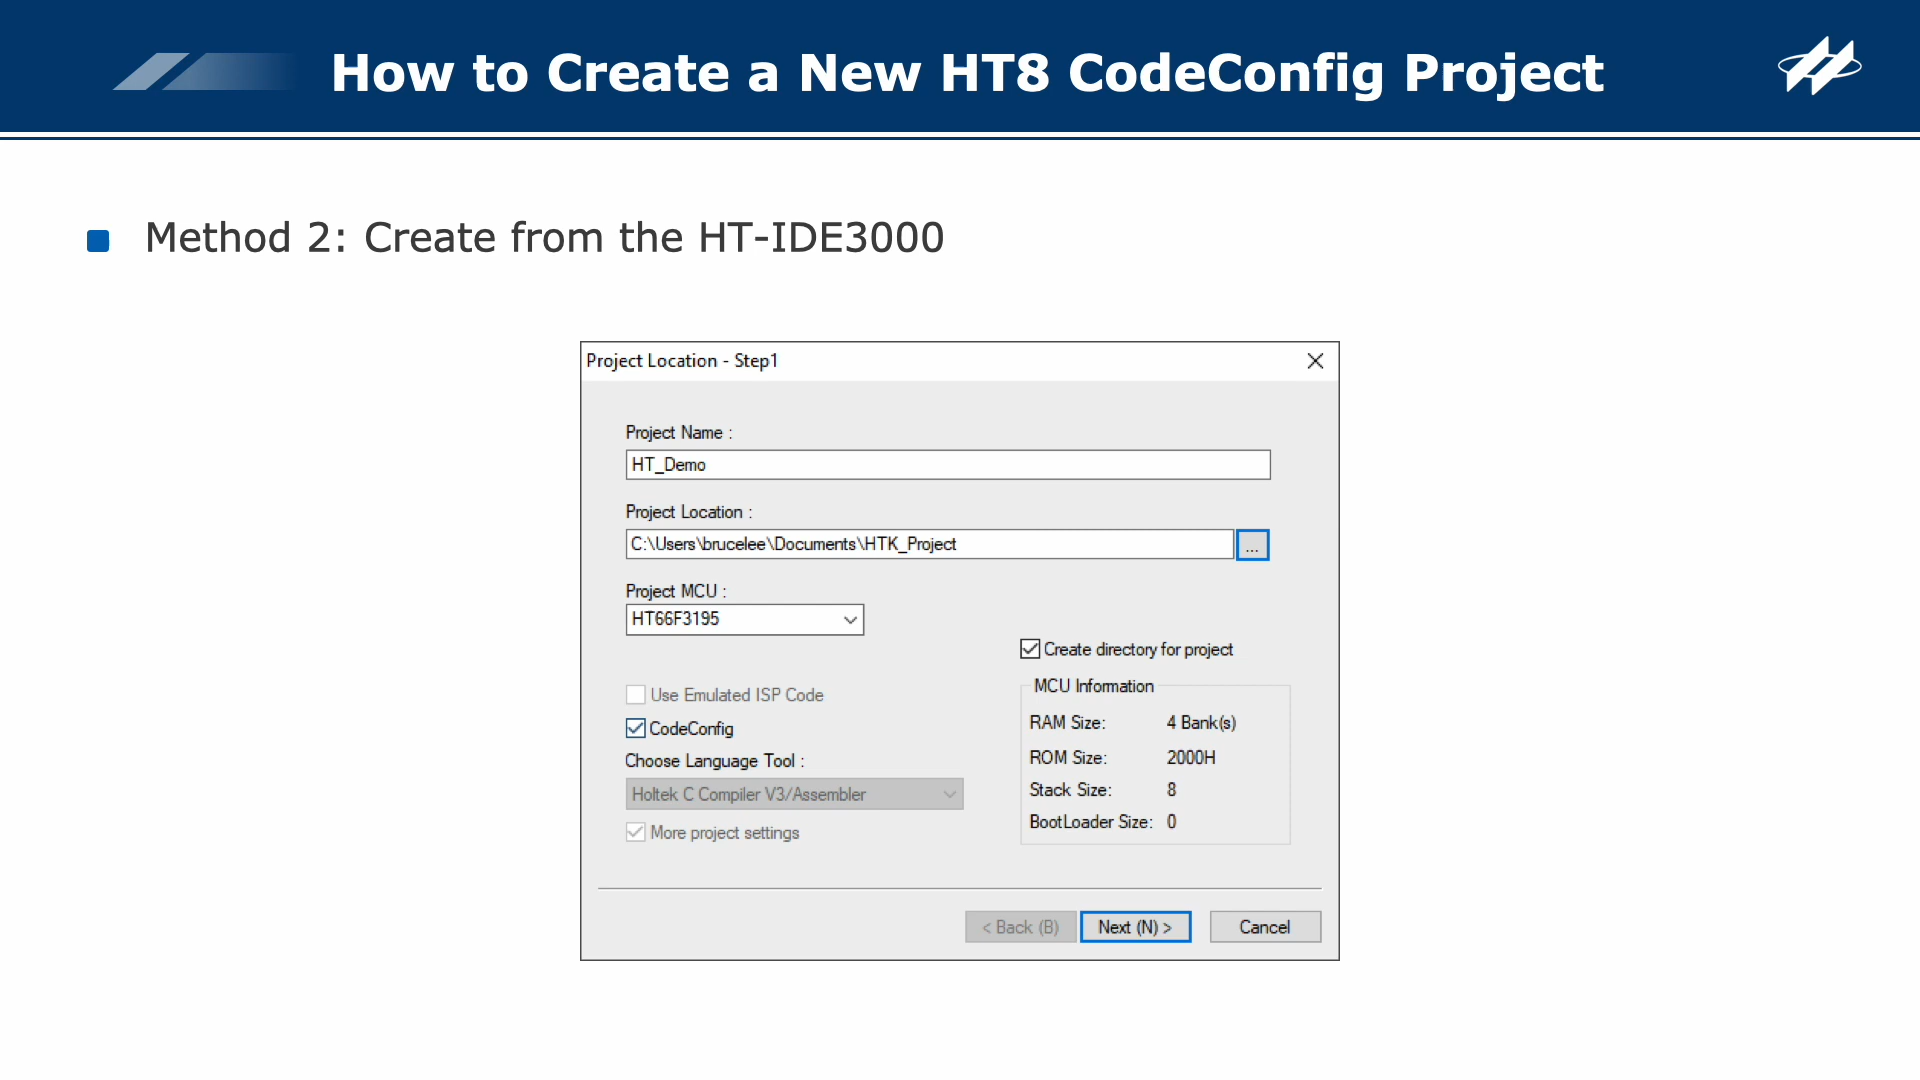 How to Create a New HT8 CodeConfig Project
Method 2: Create from the HT-IDE3000
Project Location - Step1
Project Name :
HT_Demo
Project Location :
C:\Users\brucelee\Documents\HTK_Project
...
Project MCU :
HT66F3195
Create directory for project
Use Emulated ISP Code
CodeConfig
Choose Language Tool :
Holtek C Compiler V3/Assembler
More project settings
MCU Information
RAM Size: 4 Bank(s)
ROM Size: 2000H
Stack Size: 8
BootLoader Size: 0
< Back (B)
Next (N) >
Cancel